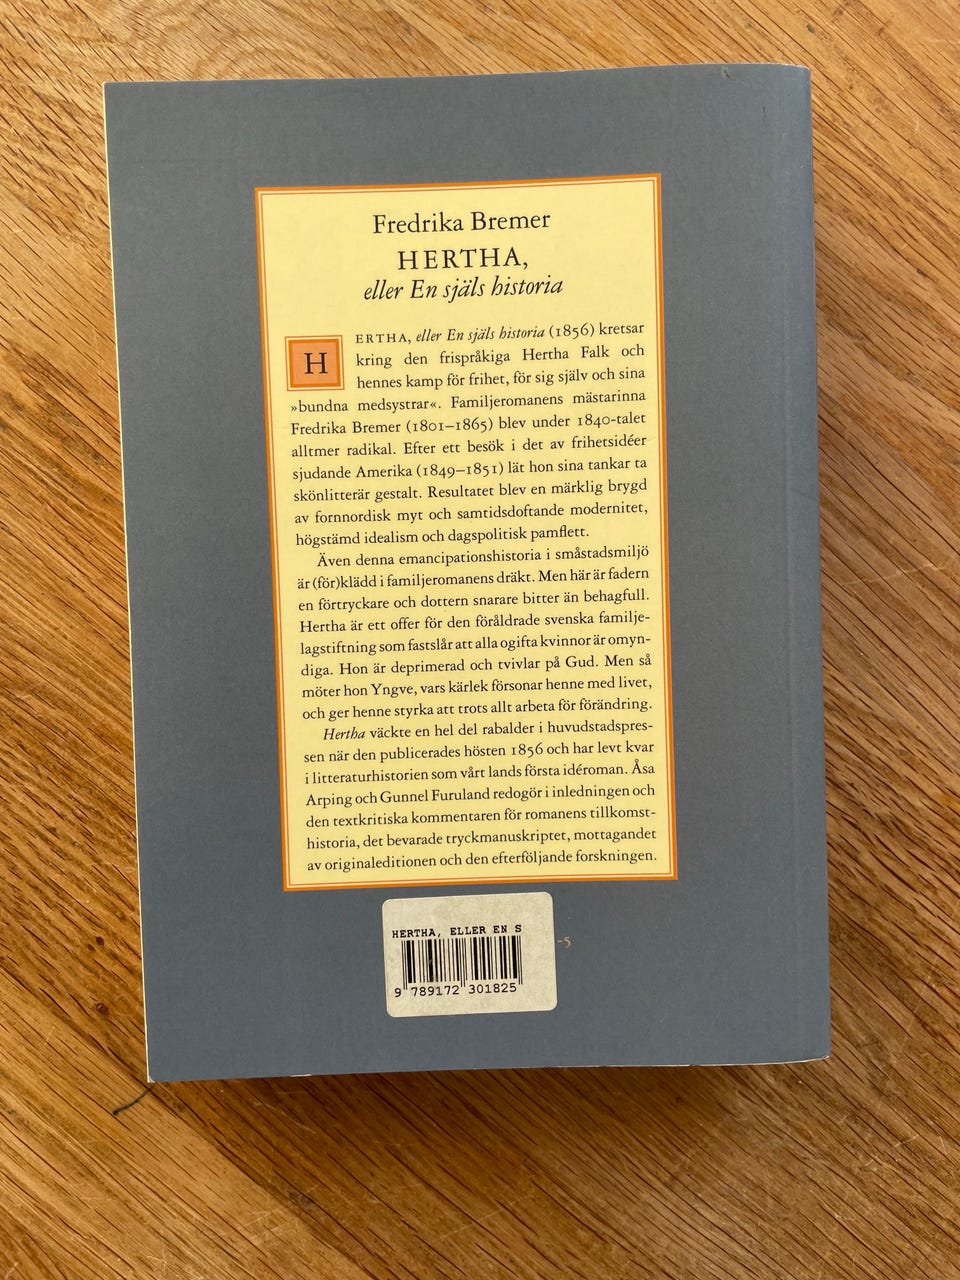 Fredrika Bremer
HERTHA,
eller En själs historia
HERTHA, eller En själs historia (1856) kretsar
kring den frispråkiga Hertha Falk och
hennes kamp för frihet, för sig själv och sina
»bundna medsystrar«. Familjeromanens mästarinna
Fredrika Bremer (1801–1865) blev under 1840-talet
alltmer radikal. Efter ett besök i det av frihetsidéer
sjudande Amerika (1849–1851) lät hon sina tankar ta
skönlitterär gestalt. Resultatet blev en märklig brygd
av fornnordisk myt och samtidsdoftande modernitet,
högstämd idealism och dagspolitisk pamflett.
Även denna emancipationshistoria i småstadsmiljö
är (för)klädd i familjeromanens dräkt. Men här är fadern
en förtryckare och dottern snarare bitter än behagfull.
Hertha är ett offer för den föråldrade svenska familje-
lagstiftning som fastslår att alla ogifta kvinnor är omyn-
diga. Hon är deprimerad och tvivlar på Gud. Men så
möter hon Yngve, vars kärlek försonar henne med livet,
och ger henne styrka att trots allt arbeta för förändring.
Hertha väckte en hel del rabalder i huvudstadspres-
sen när den publicerades hösten 1856 och har levt kvar
i litteraturhistorien som vårt lands första idéroman. Åsa
Arping och Gunnel Furuland redogör i inledningen och
den textkritiska kommentaren för romanens tillkomst-
historia, det bevarade tryckmanuskriptet, mottagandet
av originaleditionen och den efterföljande forskningen.
HERTHA, ELLER EN S
-5
9 789172 301825